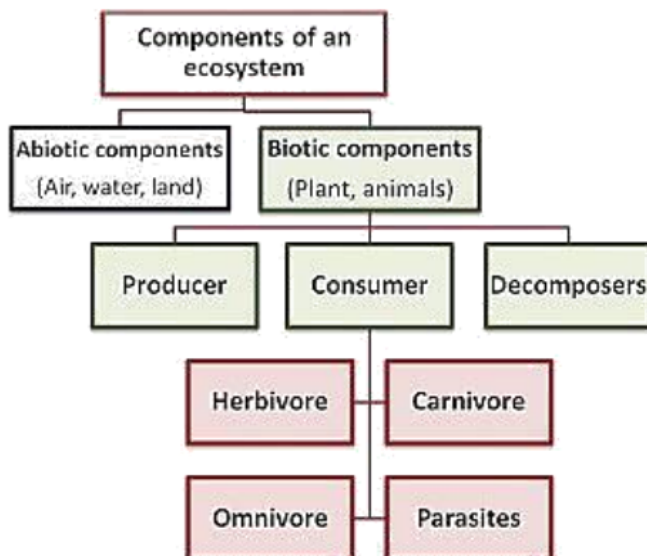 Components of an
ecosystem
Abiotic components
(Air, water, land)
Biotic components
(Plant, animals)
Producer
Consumer
Decomposers
Herbivore
Carnivore
Omnivore
Parasites